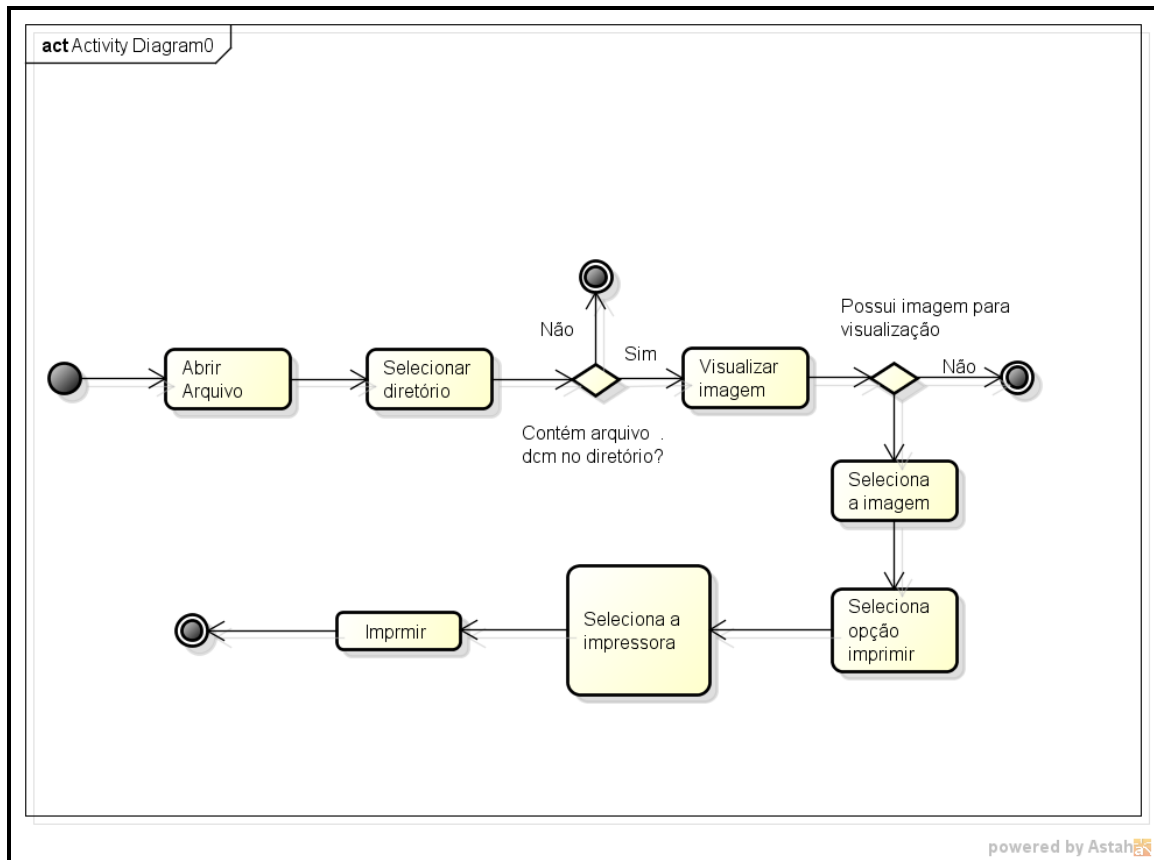 act Activity Diagram0
Possui imagem para
visualização
Não
Sim
Não
Abrir
Arquivo
Selecionar
diretório
Visualizar
imagem
Contém arquivo .
dcm no diretório?
Seleciona
a imagem
Seleciona
opção
imprimir
Seleciona a
impressora
Imprmir
powered by Astah